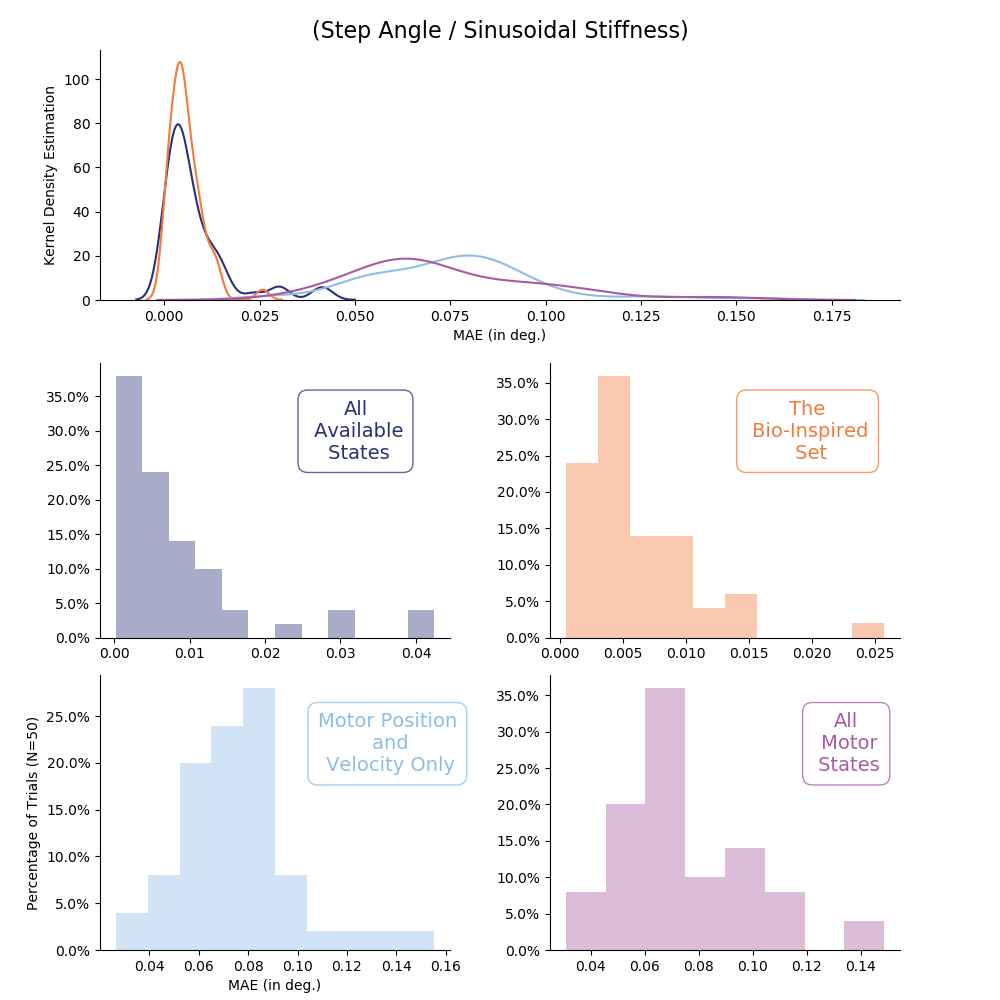 (Step Angle / Sinusoidal Stiffness)
Kernel Density Estimation
100
80
60
40
20
0
0.000 0.025 0.050 0.075 0.100 0.125 0.150 0.175
MAE (in deg.)
35.0%
30.0%
25.0%
20.0%
15.0%
10.0%
5.0%
0.0%
0.00 0.01 0.02 0.03 0.04
All
Available
States
35.0%
30.0%
25.0%
20.0%
15.0%
10.0%
5.0%
0.0%
0.000 0.005 0.010 0.015 0.020 0.025
The
Bio-Inspired
Set
Percentage of Trials (N=50)
25.0%
20.0%
15.0%
10.0%
5.0%
0.0%
0.04 0.06 0.08 0.10 0.12 0.14 0.16
MAE (in deg.)
Motor Position
and
Velocity Only
35.0%
30.0%
25.0%
20.0%
15.0%
10.0%
5.0%
0.0%
0.04 0.06 0.08 0.10 0.12 0.14
All
Motor
States